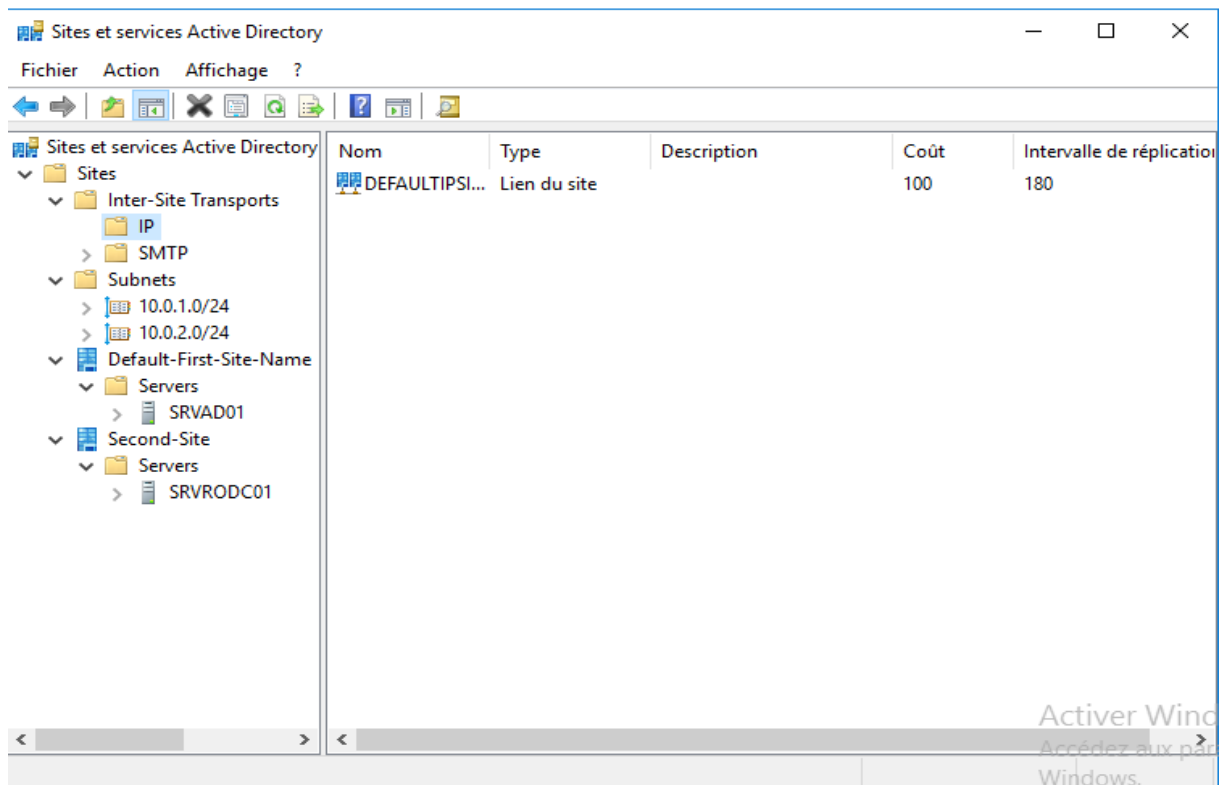 Sites et services Active Directory
Fichier Action Affichage ?
Sites et services Active Directory
Sites
Inter-Site Transports
IP
SMTP
Subnets
10.0.1.0/24
10.0.2.0/24
Default-First-Site-Name
Servers
SRVAD01
Second-Site
Servers
SRVRODC01
Nom Type Description Coût Intervalle de réplication
DEFAULTIPSI... Lien du site 100 180
Activer Wind
Accédez aux par
Windows.